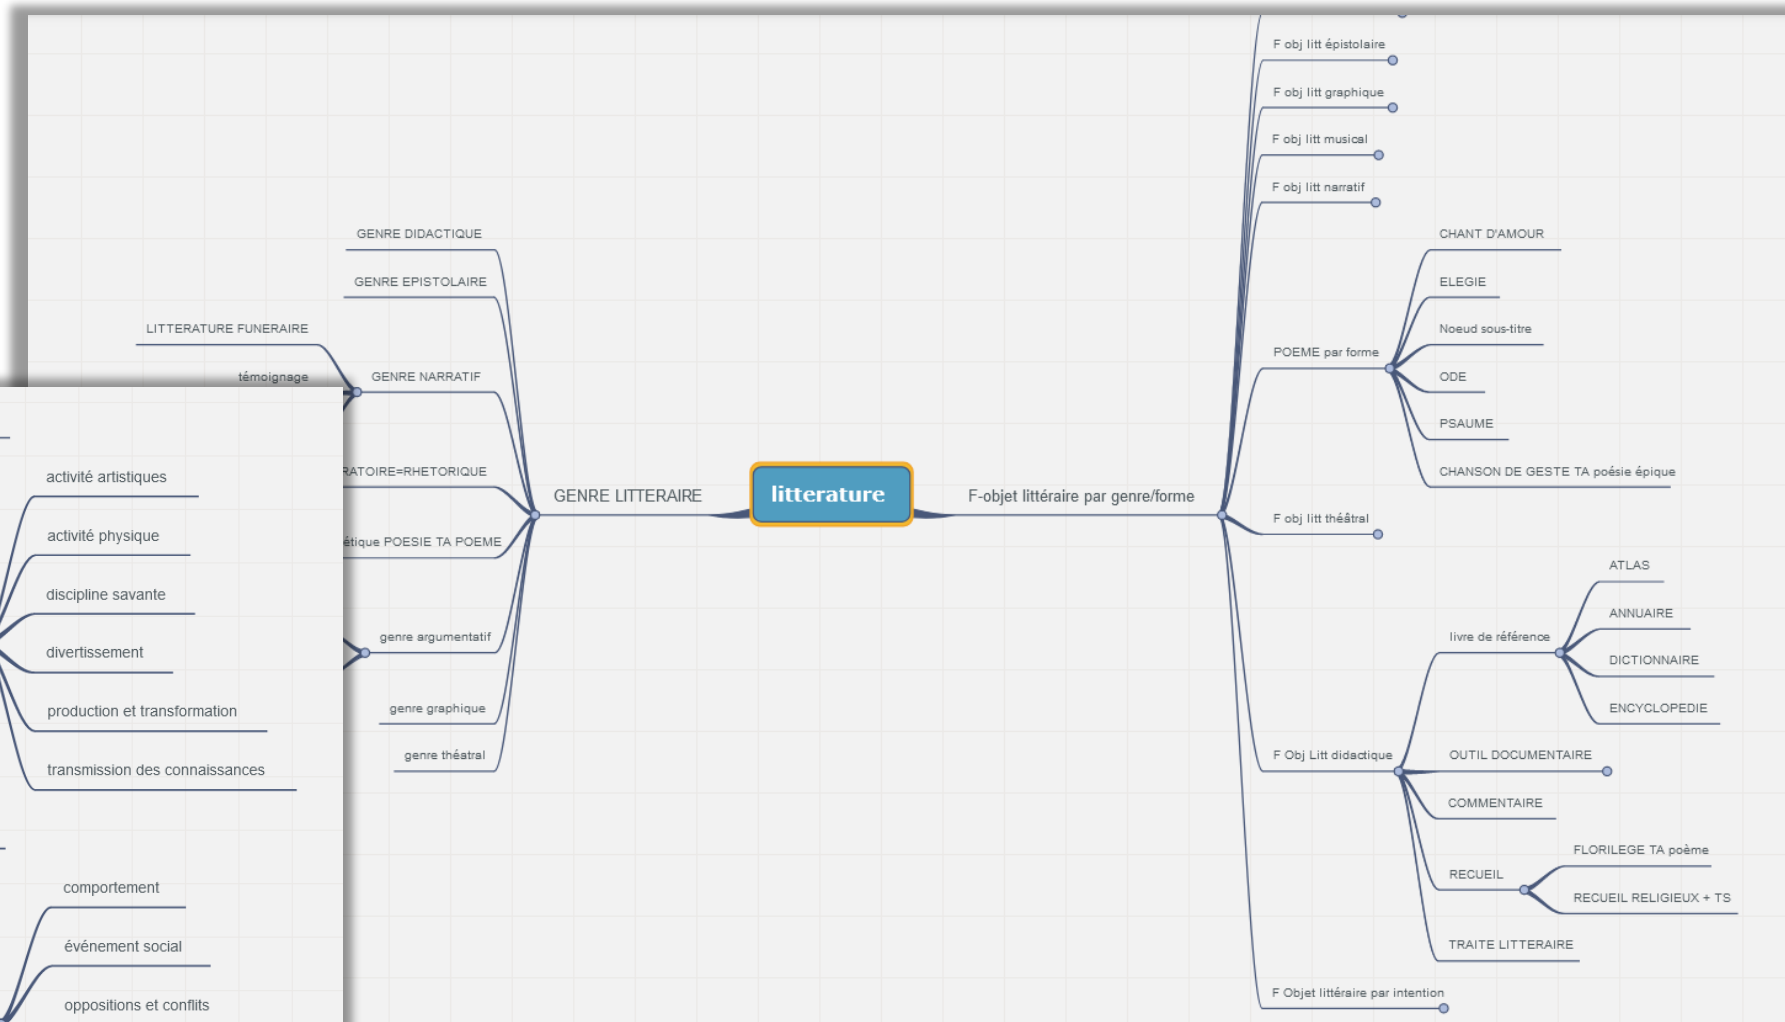 F obj litt épistolaire
F obj litt graphique
F obj litt musical
F obj litt narratif
GENRE DIDACTIQUE
CHANT D'AMOUR
GENRE EPISTOLAIRE
ELEGIE
LITTERATURE FUNERAIRE
Noeud sous-titre
POEME par forme
témoignage
GENRE NARRATIF
ODE
PSAUME
RATOIRE=RHETORIQUE
CHANSON DE GESTE TA poésie épique
activité artistiques
GENRE LITTERAIRE
litterature
F-objet littéraire par genre/forme
F obj litt théâtral
activité physique
étique POESIE TA POEME
ATLAS
discipline savante
ANNUAIRE
genre argumentatif
livre de référence
divertissement
DICTIONNAIRE
production et transformation
genre graphique
ENCYCLOPEDIE
genre théatral
F Obj Litt didactique
OUTIL DOCUMENTAIRE
transmission des connaissances
COMMENTAIRE
FLORILEGE TA poème
RECUEIL
comportement
RECUEIL RELIGIEUX + TS
événement social
TRAITE LITTERAIRE
F Objet littéraire par intention
oppositions et conflits